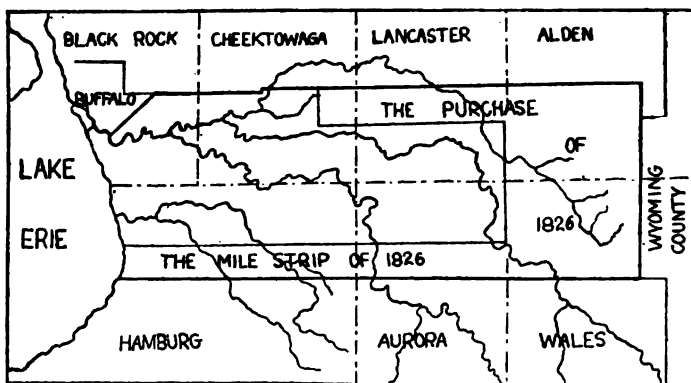 BLACK ROCK CHEEKTOWAGA LANCASTER ALDEN
BUFFALO
THE PURCHASE
OF
LAKE
ERIE
1826
WYOMING
COUNTY
THE MILE STRIP OF 1826
HAMBURG AURORA WALES